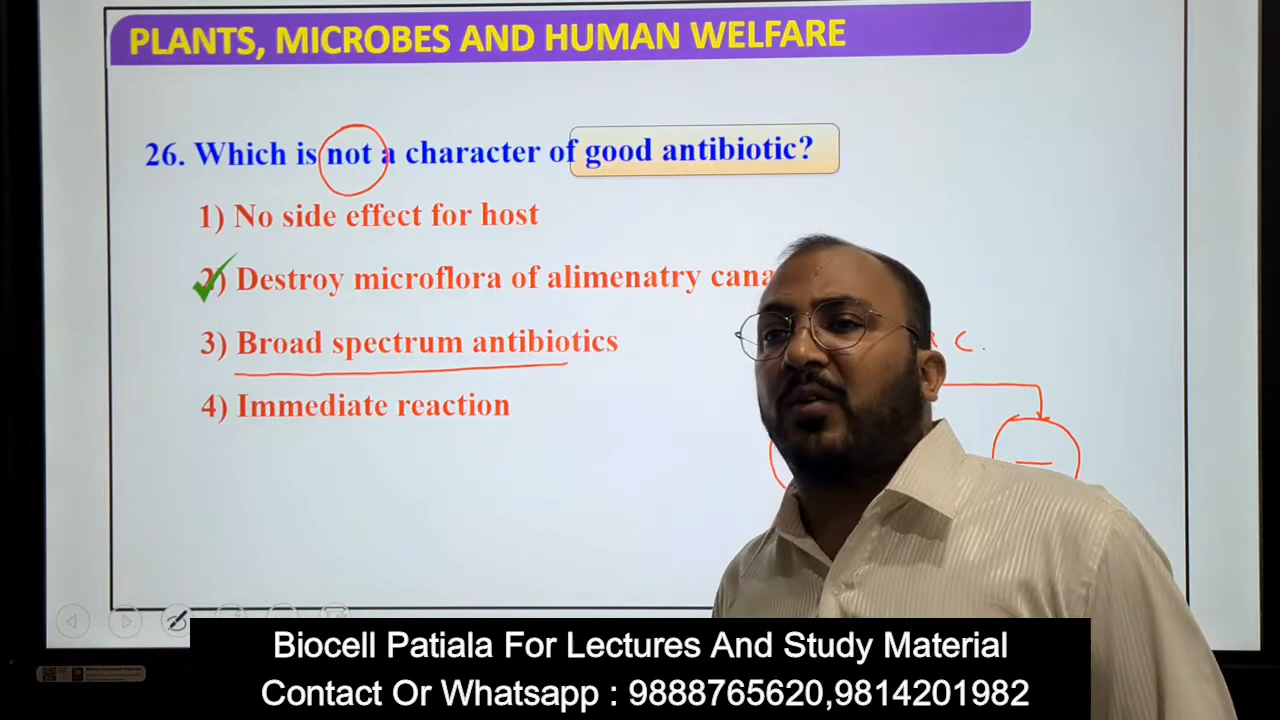 PLANTS, MICROBES AND HUMAN WELFARE
26. Which is not a character of good antibiotic?
1) No side effect for host
2) Destroy microflora of alimenatry
3) Broad spectrum antibiotics
C.
4) Immediate reaction
Biocell Patiala For Lectures And Study Material
Contact Or Whatsapp : 9888765620,9814201982